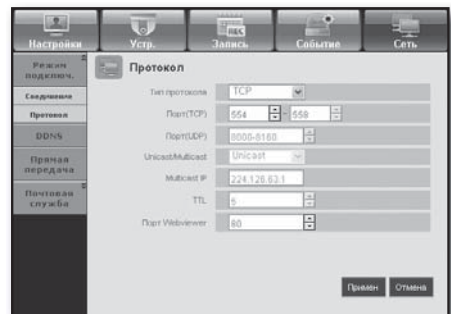 Настройки Устр. Запись Событие Сеть
REC
Режим
подключ.
Соединение
Протокол
DDNS
Прямая
передача
Почтовая
служба
Протокол
Тип протокола TCP
Порт(TCP) 554 - 558
Порт(UDP) 8000-8160
Unicast/Multicast Unicast
Multicast IP 224.126.63.1
TTL 5
Порт Webviewer 80
Примен Отмена